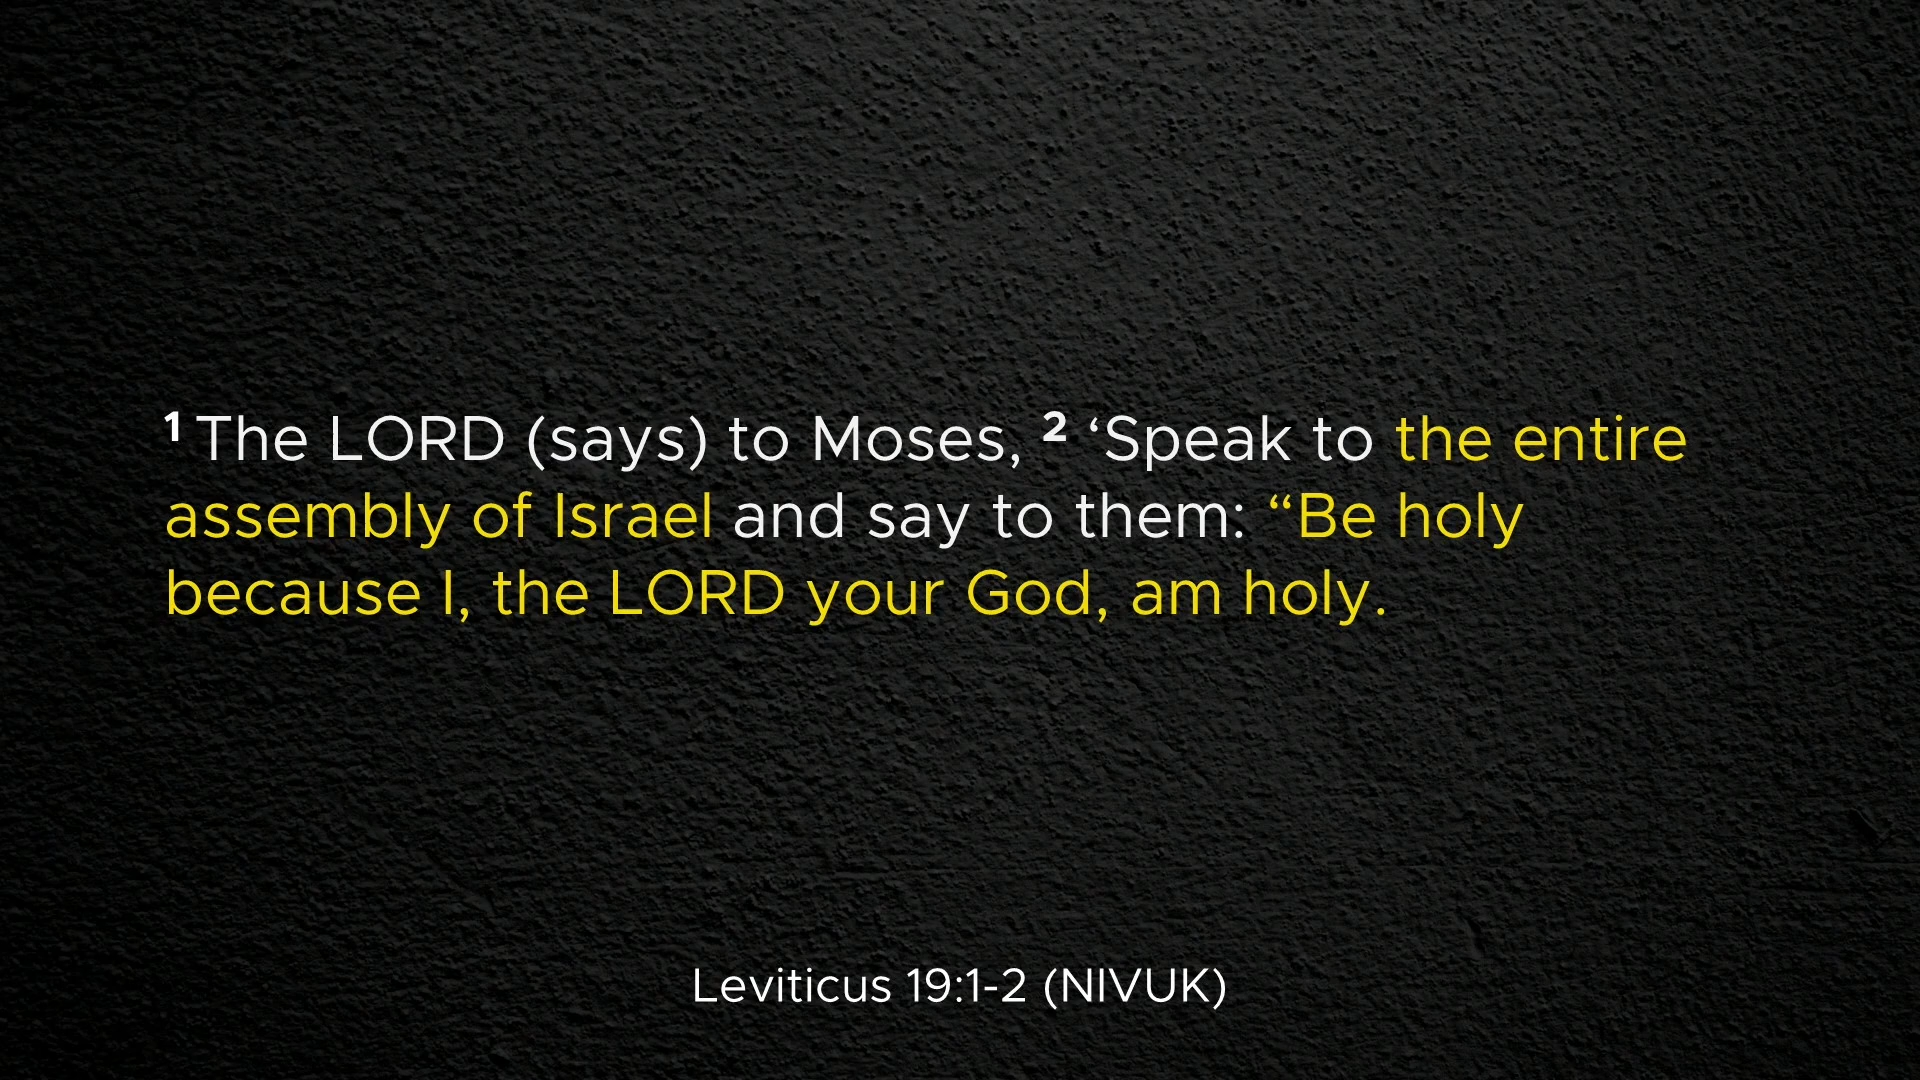 ¹ The LORD (says) to Moses, ² ‘Speak to the entire
assembly of Israel and say to them: “Be holy
because I, the LORD your God, am holy.
Leviticus 19:1-2 (NIVUK)